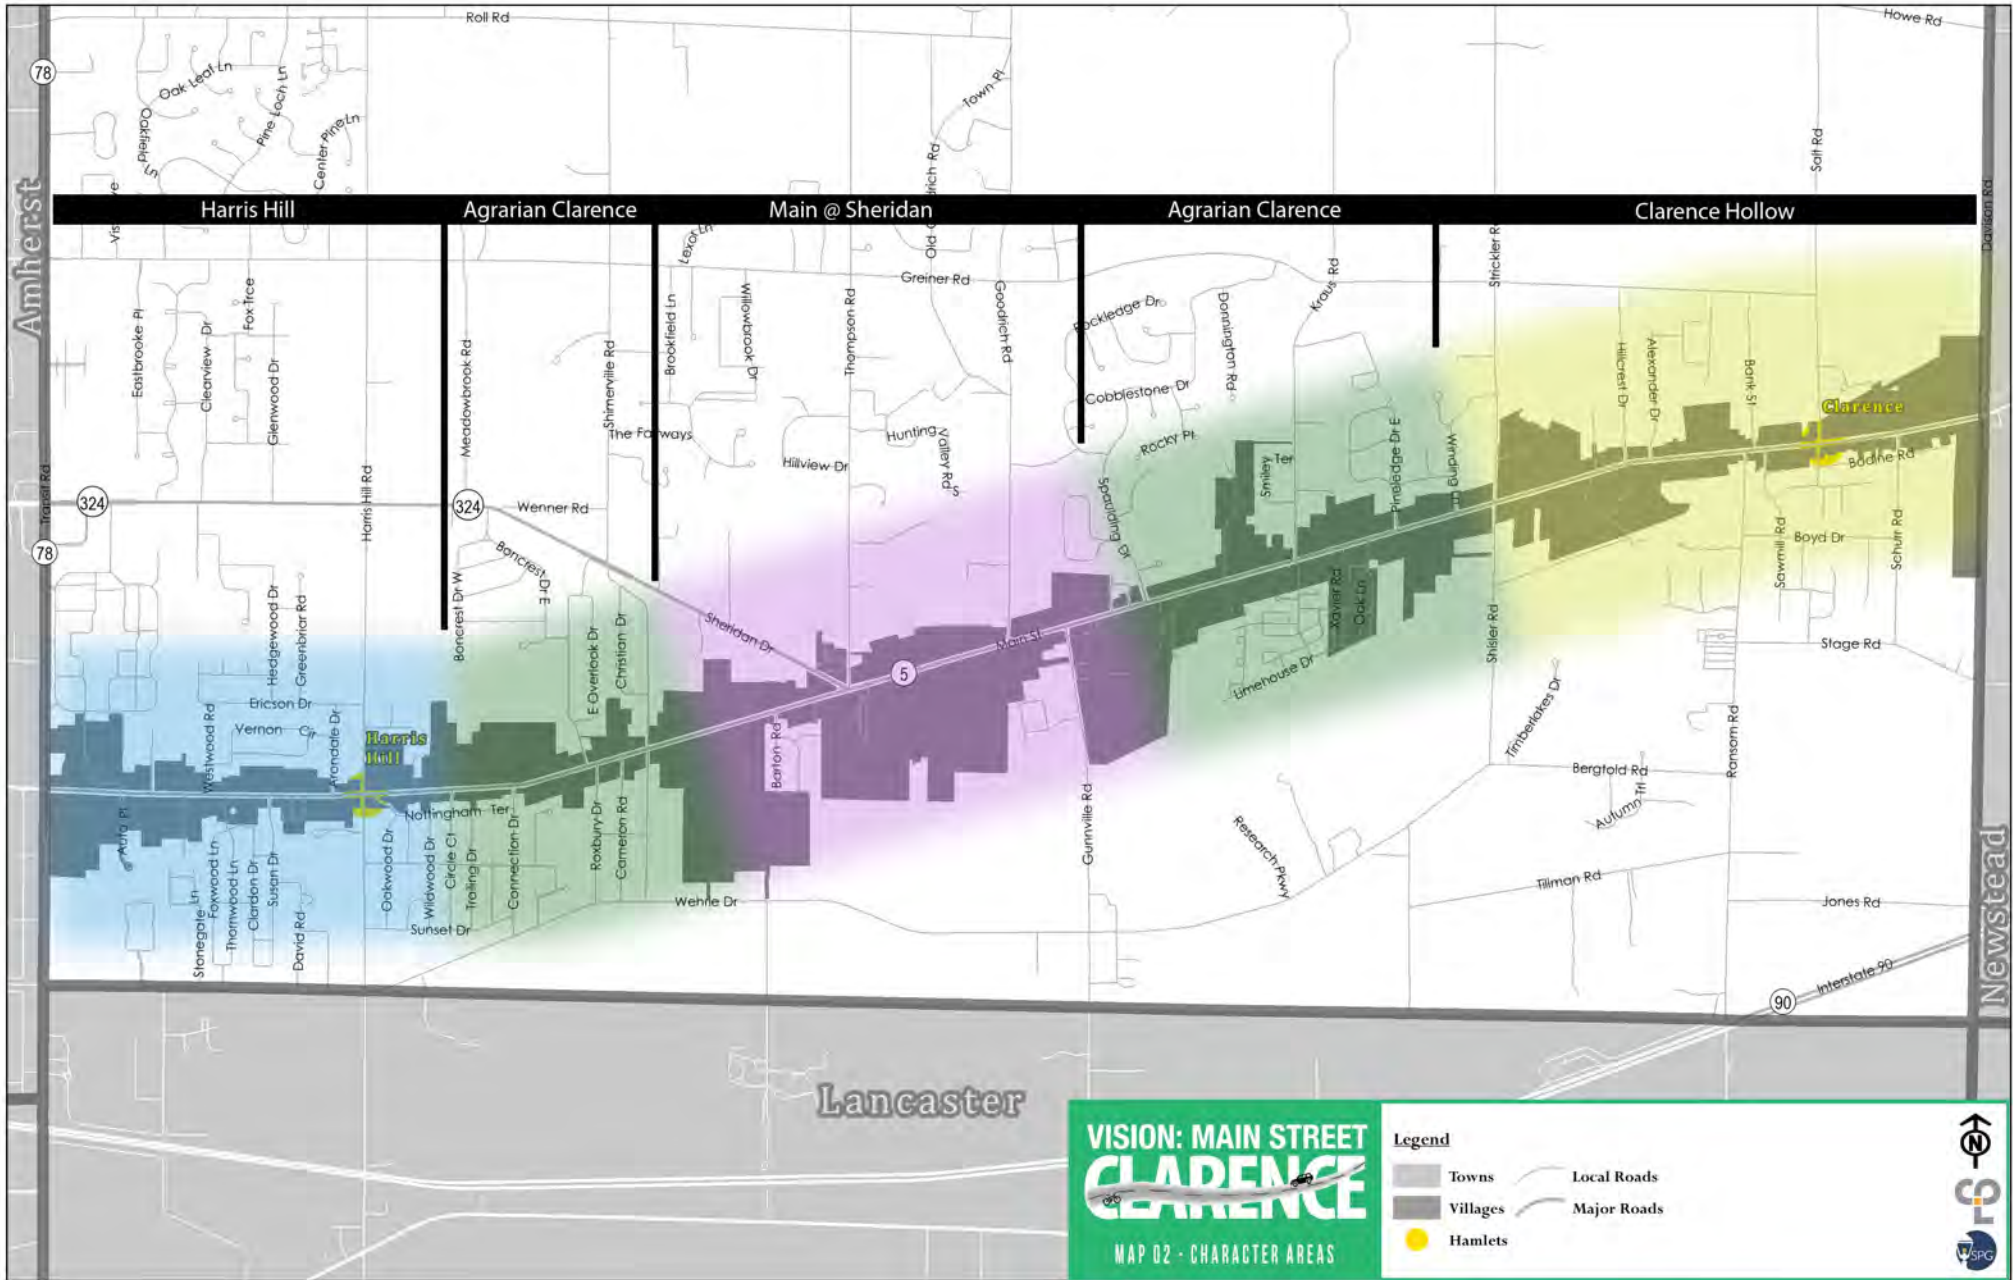 Roll Rd
Howe Rd
78
Oak Leaf Ln
Oakfield Ln
Pine Loch Ln
Center Pine Ln
Town Pl
Salt Rd
Davison Rd
Amherst
Harris Hill
Agrarian Clarence
Main @ Sheridan
Agrarian Clarence
Clarence Hollow
Lexor Ln
Greiner Rd
Goodrich Rd
Kraus Rd
Eastbrooke Pl
Clearview Dr
Fox Trce
Glenwood Dr
Meadowbrook Rd
Shimerville Rd
Brookfield Ln
Willowbrook Dr
Thompson Rd
Donnington Rd
Cobblestone Dr
Hillcrest Dr
Alexander Dr
Bank St
Clarence
The Fairways
Hunting
Valley Rd
S
Hillview Dr
Rocky Pt
Smiley Ter
Pineledge Dr E
Bodine Rd
Transit Rd
324
Harris Hill Rd
324
Wenner Rd
Spaulding Dr
78
Boncrest Dr E
Boncrest Dr W
Sawmill Rd
Boyd Dr
Schurr Rd
Hedgewood Dr
Greenbriar Rd
E Overlook Dr
Christian Dr
Sheridan Dr
Main St
5
Xavier Rd
Oak Ln
Limehouse Dr
Shisler Rd
Stage Rd
Ericson Dr
Vernon Cir
Westwood Rd
Arondale Dr
Harris
Hill
Barton Rd
Timberlakes Dr
Ransom Rd
Bergtold Rd
Autumn Trl
Auto Pl
Nottingham Ter
Stonegate Ln
Foxwood Ln
Thornwood Ln
Clardon Dr
Susan Dr
David Rd
Oakwood Dr
Wildwood Dr
Circle Ct
Trailing Dr
Connection Dr
Roxbury Dr
Cameron Rd
Sunset Dr
Wehrle Dr
Gunnville Rd
Research Pkwy
Tillman Rd
Jones Rd
Newstead
Interstate 90
90
Lancaster
VISION: MAIN STREET
CLARENCE
MAP 02 - CHARACTER AREAS
Legend
Towns
Local Roads
Villages
Major Roads
Hamlets
N
SPG